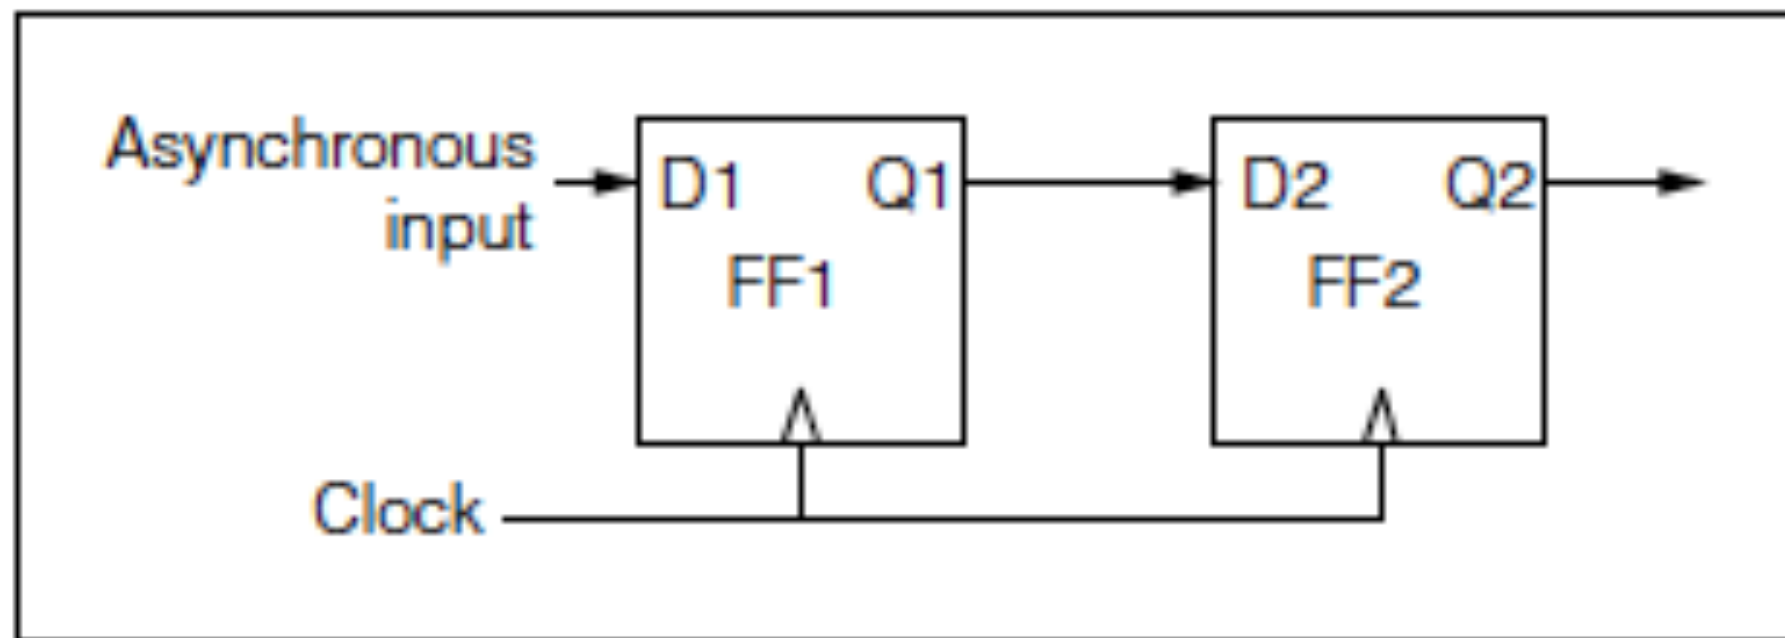 Asynchronous
input
D1 Q1
FF1
D2 Q2
FF2
Clock